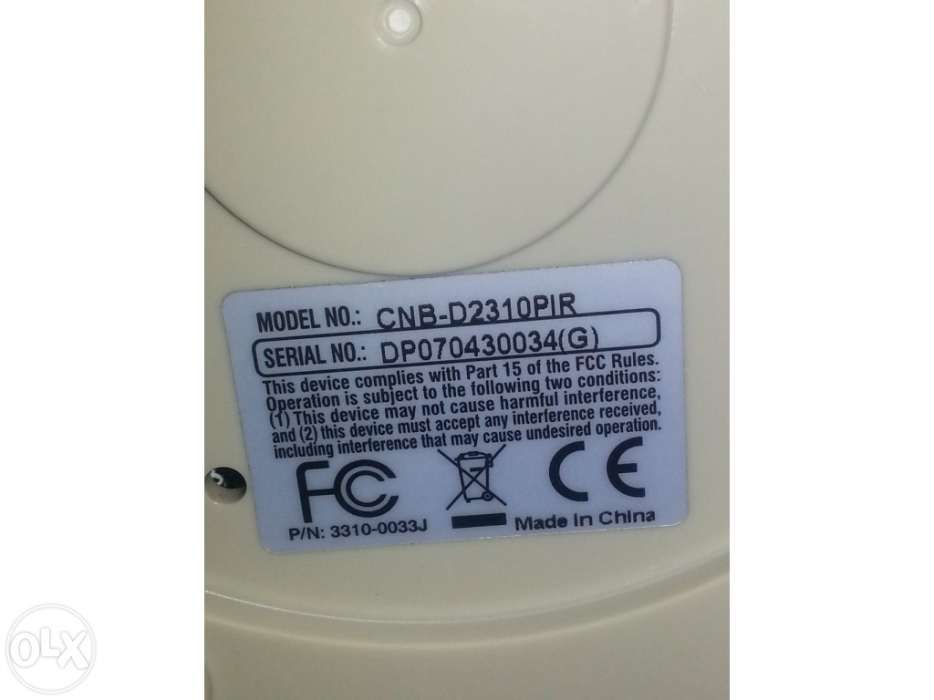 MODEL NO.: CNB-D2310PIR
SERIAL NO.: DP070430034(G)
This device complies with Part 15 of the FCC Rules.
Operation is subject to the following two conditions:
(1) This device may not cause harmful interference,
and (2) this device must accept any interference received,
including interference that may cause undesired operation.
FC CE
P/N: 3310-0033J Made in China
OLX